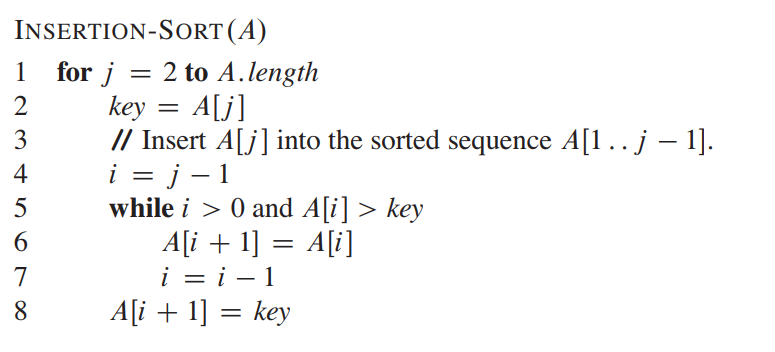 INSERTION-SORT(A)
1 for j = 2 to A.length
2 key = A[j]
3 // Insert A[j] into the sorted sequence A[1 . . j − 1].
4 i = j − 1
5 while i > 0 and A[i] > key
6 A[i + 1] = A[i]
7 i = i − 1
8 A[i + 1] = key